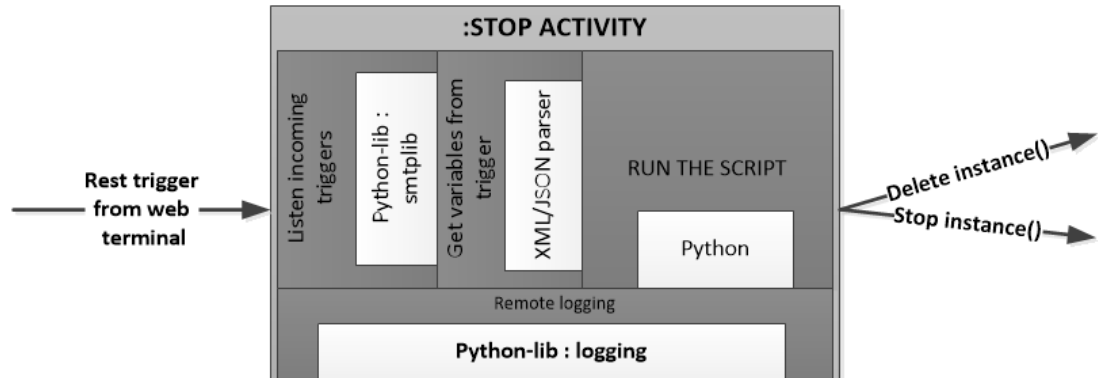 :STOP ACTIVITY
Rest trigger
from web
terminal
Listen incoming
triggers
Python-lib :
smtplib
Get variables from
trigger
XML/JSON parser
RUN THE SCRIPT
Python
Delete instance()
Stop instance()
Remote logging
Python-lib : logging